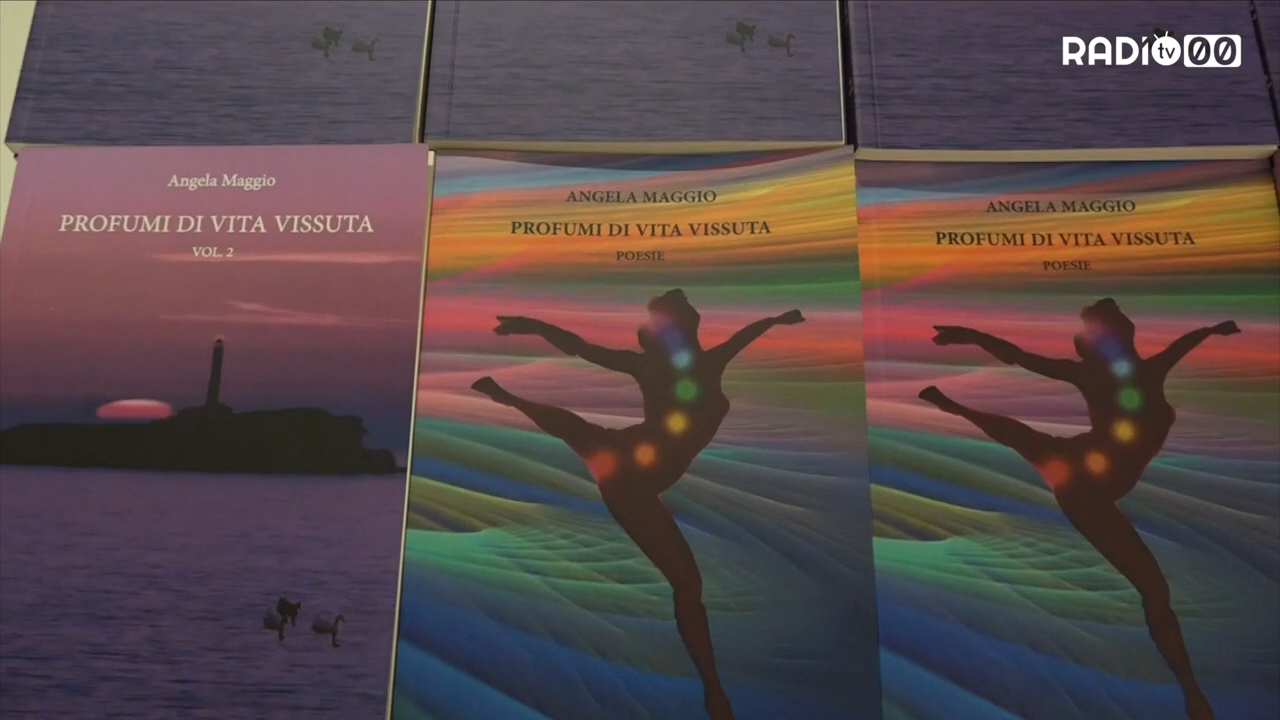 RADIO tv 00
Angela Maggio
PROFUMI DI VITA VISSUTA
VOL. 2
ANGELA MAGGIO
PROFUMI DI VITA VISSUTA
POESIE
ANGELA MAGGIO
PROFUMI DI VITA VISSUTA
POESIE